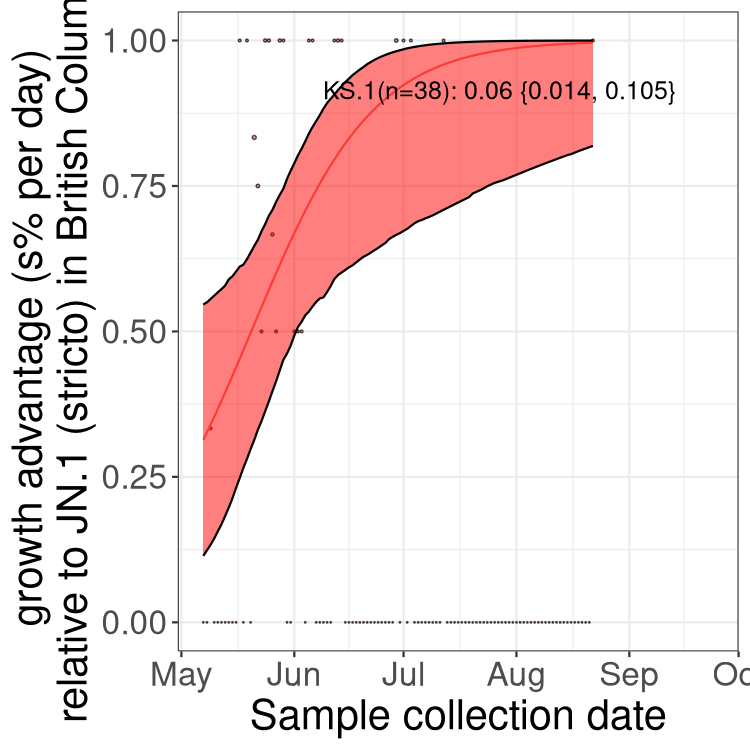 growth advantage (s% per day)
relative to JN.1 (stricto) in British Colum
1.00
0.75
0.50
0.25
0.00
KS.1(n=38): 0.06 {0.014, 0.105}
May Jun Jul Aug Sep Oc
Sample collection date